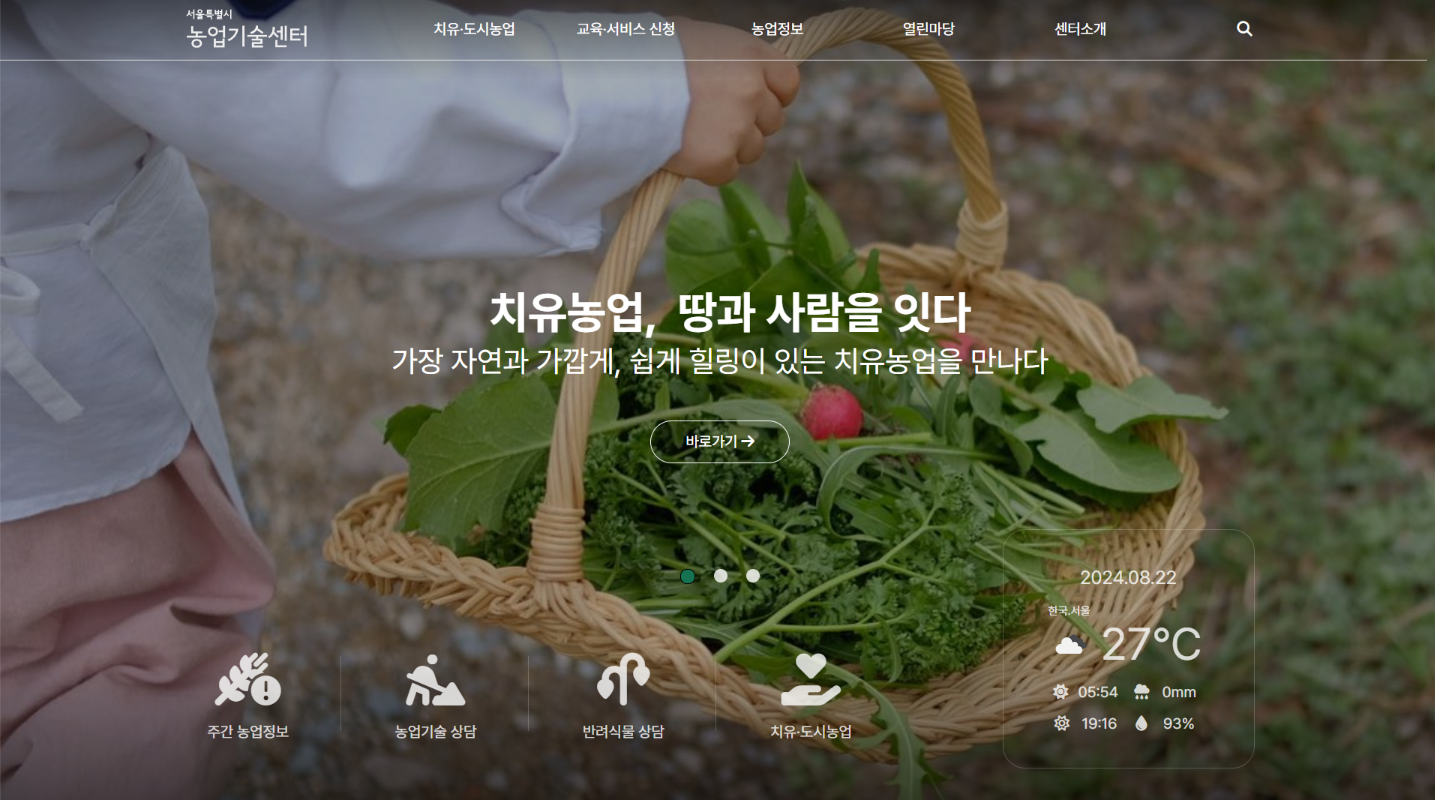 서울특별시
농업기술센터
치유·도시농업
교육·서비스 신청
농업정보
열린마당
센터소개
치유농업, 땅과 사람을 잇다
가장 자연과 가깝게, 쉽게 힐링이 있는 치유농업을 만나다
바로가기
2024.08.22
한국.서울
27°C
05:54
0mm
19:16
93%
주간 농업정보
농업기술 상담
반려식물 상담
치유·도시농업